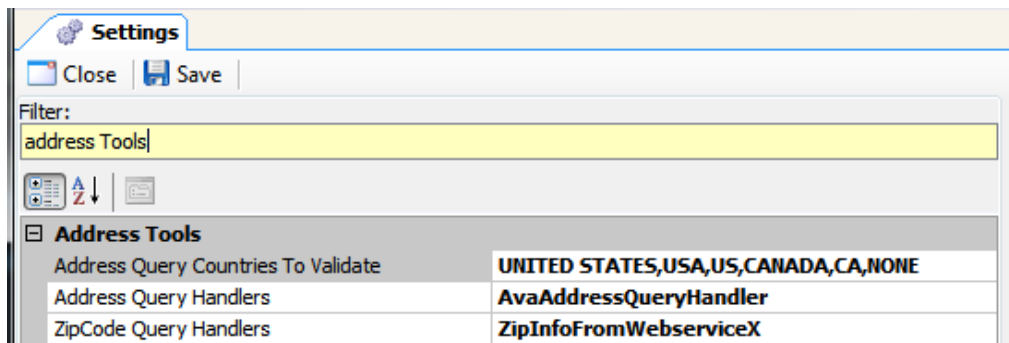 Settings
Close Save
Filter:
address Tools
Address Tools
Address Query Countries To Validate UNITED STATES,USA,US,CANADA,CA,NONE
Address Query Handlers AvaAddressQueryHandler
ZipCode Query Handlers ZipInfoFromWebserviceX